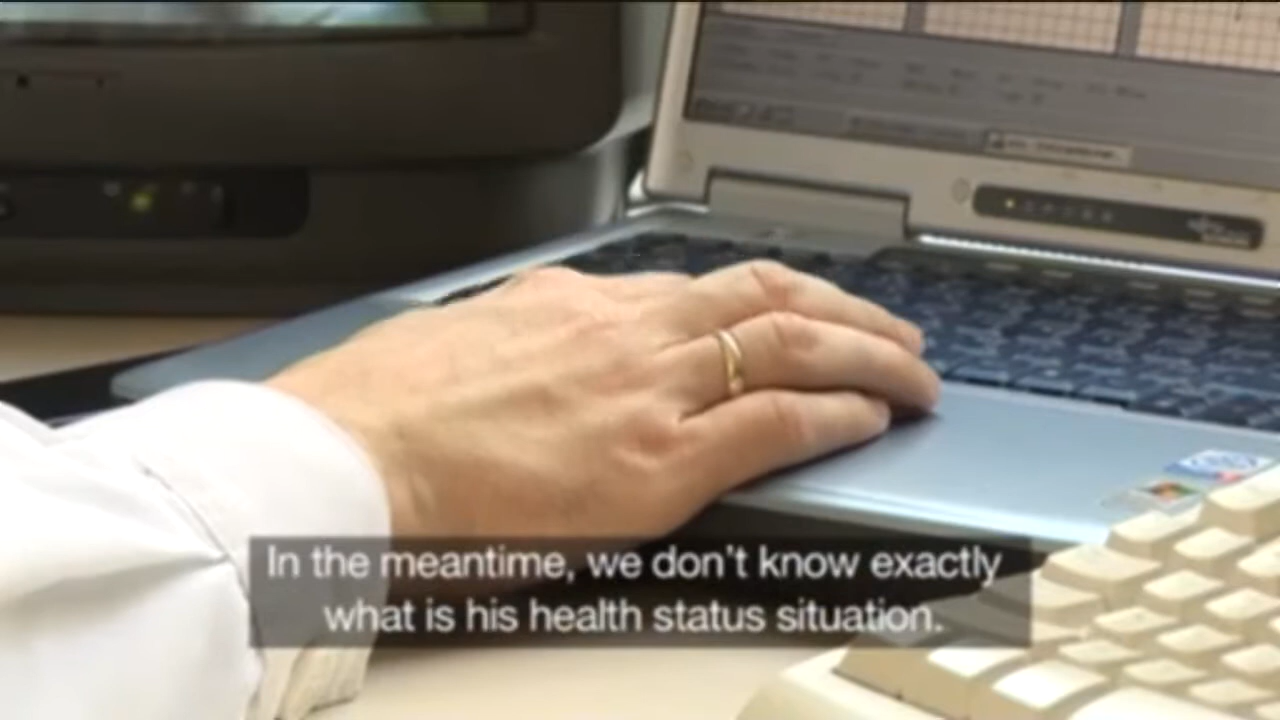 In the meantime, we don't know exactly
what is his health status situation.